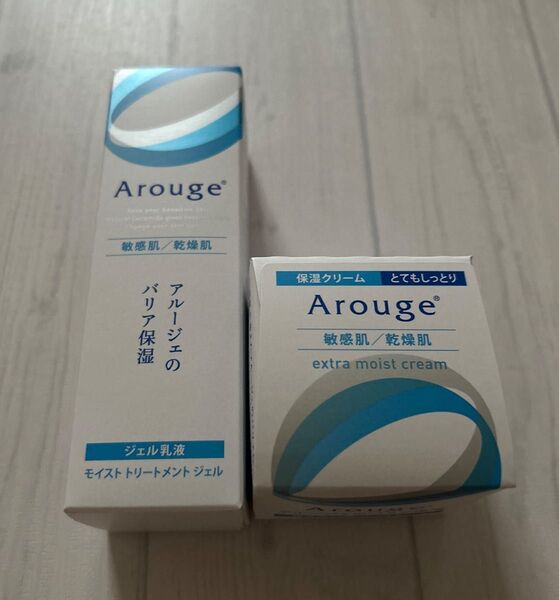 Arouge®
敏感肌／乾燥肌
アルージェの
バリア保湿
ジェル乳液
モイスト トリートメント ジェル
保湿クリーム とてもしっとり
Arouge®
敏感肌／乾燥肌
extra moist cream
Arouge®